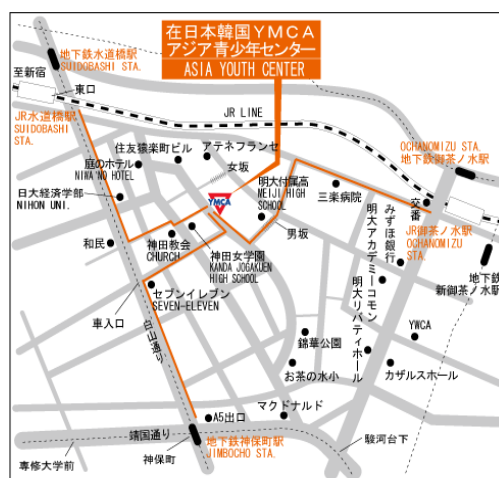 在日本韓国YMCA
アジア青少年センター
ASIA YOUTH CENTER
地下鉄水道橋駅
SUIDOBASHI STA.
至新宿
東口
JR水道橋駅
SUIDOBASHI
STA.
JR LINE
OCHANOMIZU STA.
地下鉄御茶ノ水駅
住友猿楽町ビル
アテネフランセ
庭のホテル
NIWA'NO HOTEL
女坂
日大経済学部
NIHON UNI.
YMCA
明大付属高
MEIJI HIGH
SCHOOL
三楽病院
交番
JR御茶ノ水駅
OCHANOMIZU
STA.
男坂
みずほ銀行
明大アカデミーコモン
明大リバティホール
和民
神田教会
CHURCH
神田女学園
KANDA JOGAKUEN
HIGH SCHOOL
地下鉄
新御茶ノ水駅
セブンイレブン
SEVEN-ELEVEN
車入口
白山通り
錦華公園
お茶の水小
YWCA
カザルスホール
マクドナルド
A5出口
靖国通り
地下鉄神保町駅
JIMBOCHO STA.
神保町
専修大学前
駿河台下